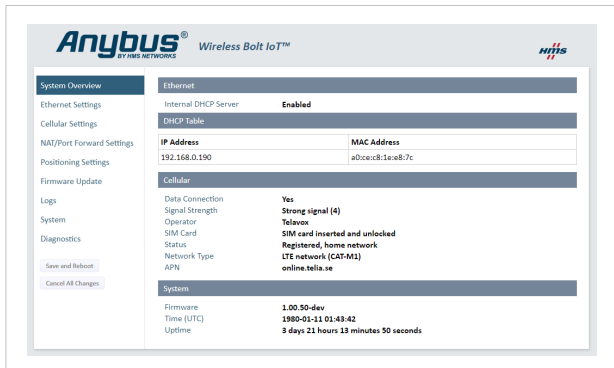 Anybus®
BY HMS NETWORKS
Wireless Bolt IoT™
HMS
System Overview
Ethernet Settings
Cellular Settings
NAT/Port Forward Settings
Positioning Settings
Firmware Update
Logs
System
Diagnostics
Save and Reboot
Cancel All Changes
Ethernet
Internal DHCP Server Enabled
DHCP Table
IP Address MAC Address
192.168.0.190 a0:ce:c8:1e:e8:7c
Cellular
Data Connection Yes
Signal Strength Strong signal (4)
Operator Telavox
SIM Card SIM card inserted and unlocked
Status Registered, home network
Network Type LTE network (CAT-M1)
APN online.telia.se
System
Firmware 1.00.50-dev
Time (UTC) 1980-01-11 01:43:42
Uptime 3 days 21 hours 13 minutes 50 seconds